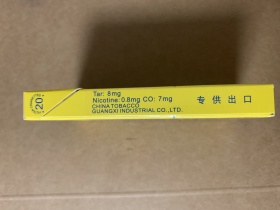 20
Tar: 8mg
Nicotine: 0.8mg CO: 7mg
CHINA TOBACCO
GUANGXI INDUSTRIAL CO., LTD.
专供出口